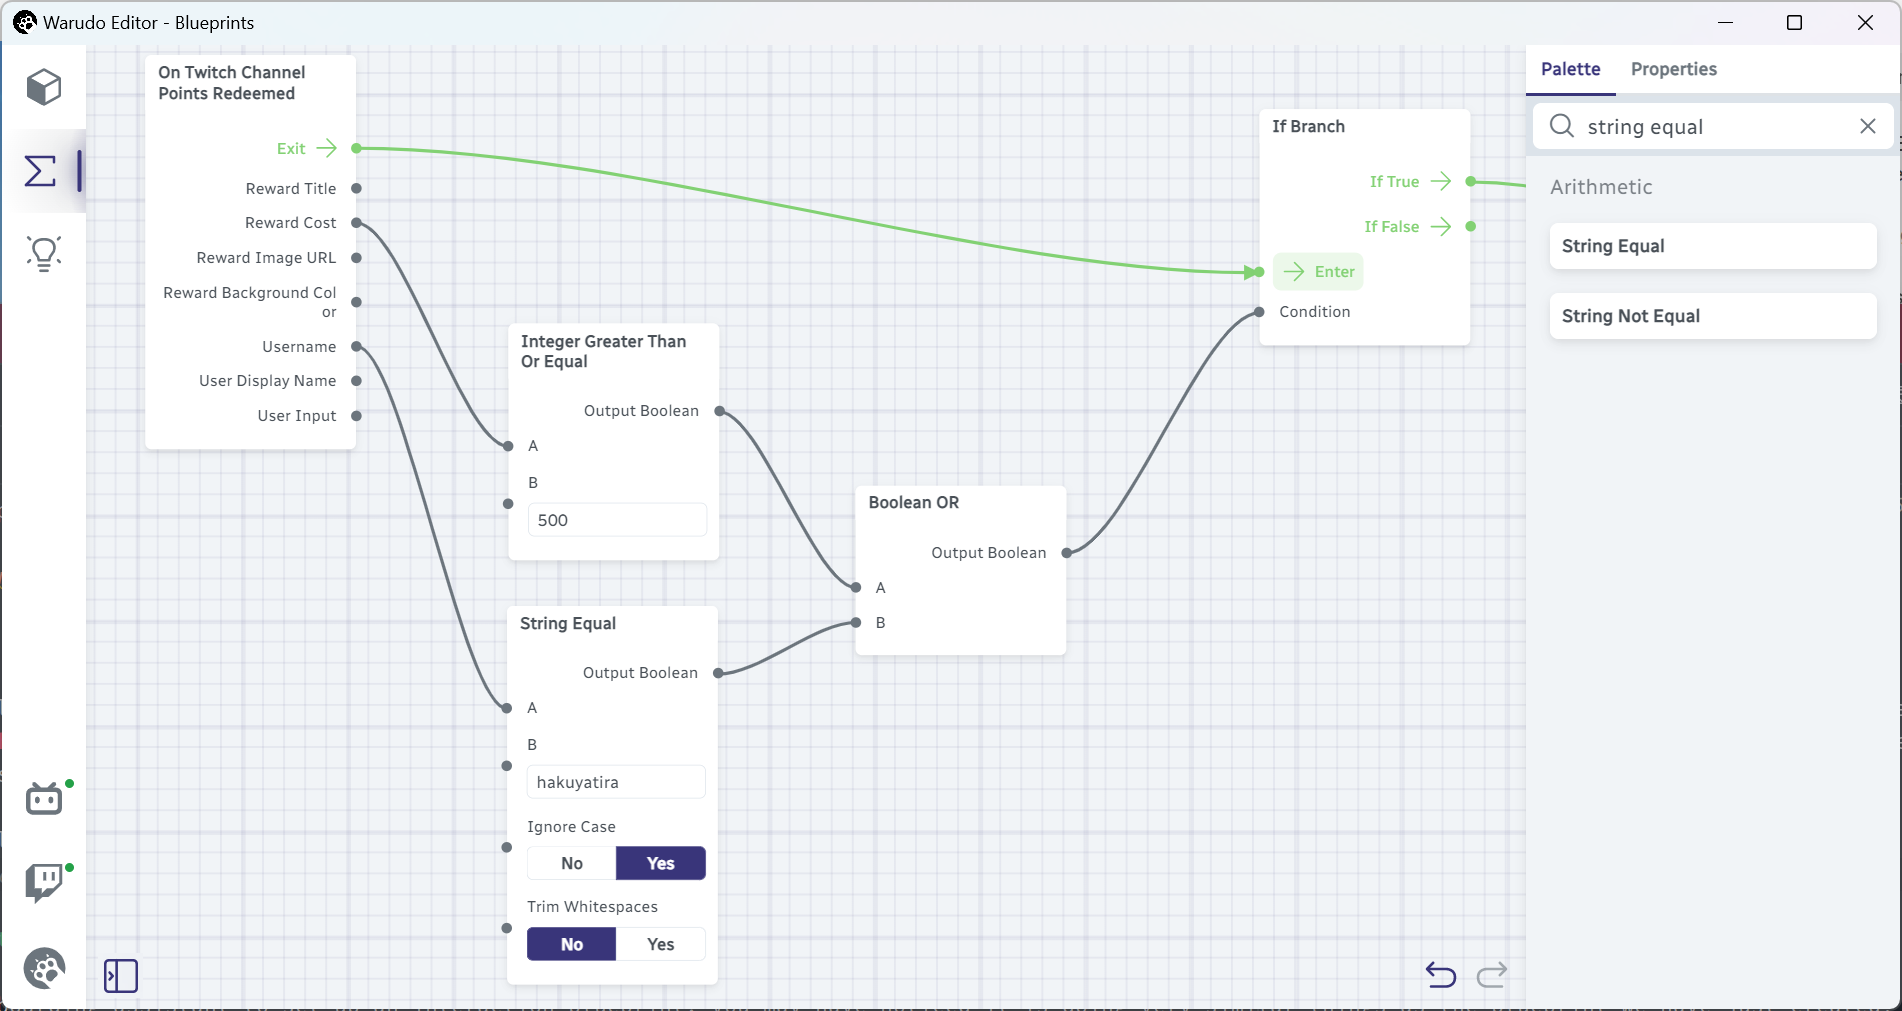 Warudo Editor - Blueprints
On Twitch Channel
Points Redeemed
Exit
Reward Title
Reward Cost
Reward Image URL
Reward Background Col
or
Username
User Display Name
User Input
Integer Greater Than
Or Equal
Output Boolean
A
B
500
String Equal
Output Boolean
A
B
hakuyatira
Ignore Case
No Yes
Trim Whitespaces
No Yes
Boolean OR
Output Boolean
A
B
If Branch
If True
If False
Enter
Condition
Palette Properties
string equal
Arithmetic
String Equal
String Not Equal